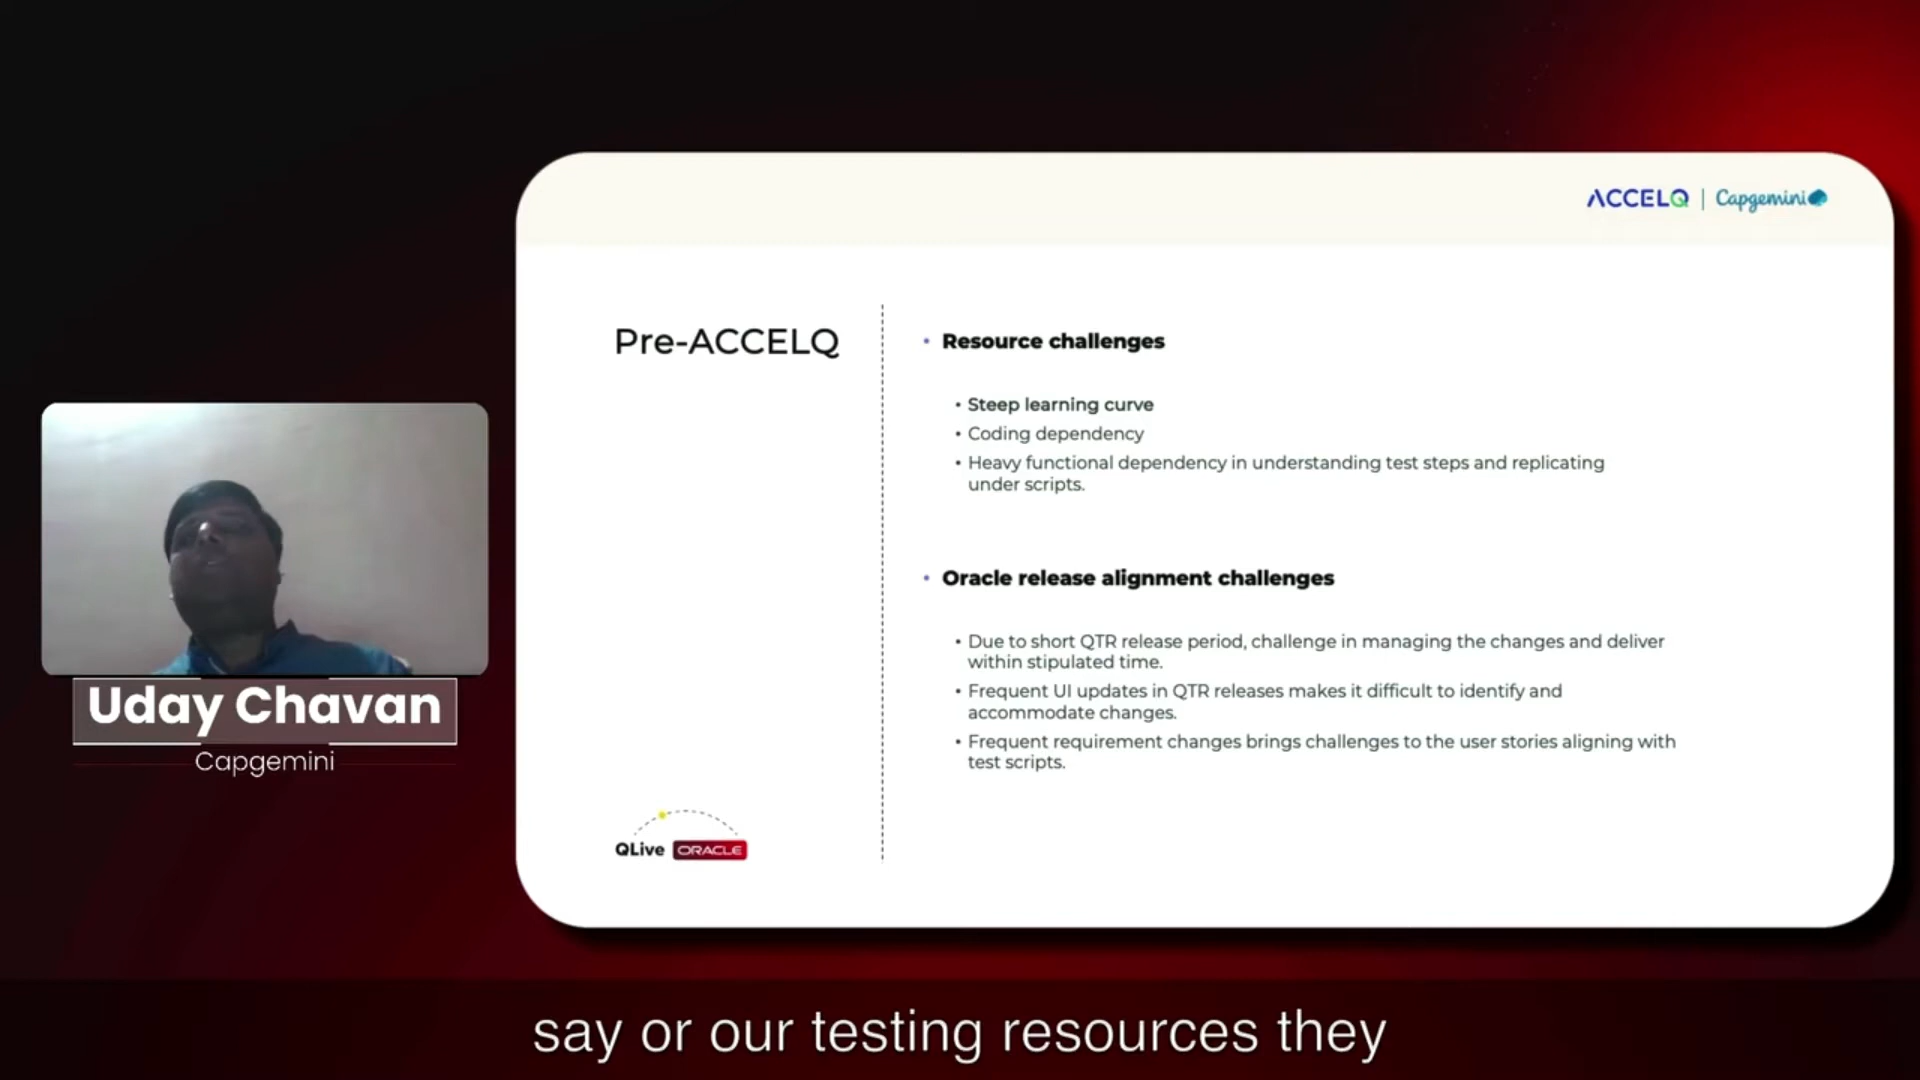 ACCELQ | Capgemini
Pre-ACCELQ
• Resource challenges
• Steep learning curve
• Coding dependency
• Heavy functional dependency in understanding test steps and replicating
under scripts.
• Oracle release alignment challenges
• Due to short QTR release period, challenge in managing the changes and deliver
within stipulated time.
• Frequent UI updates in QTR releases makes it difficult to identify and
accommodate changes.
• Frequent requirement changes brings challenges to the user stories aligning with
test scripts.
QLive ORACLE
Uday Chavan
Capgemini
say or our testing resources they